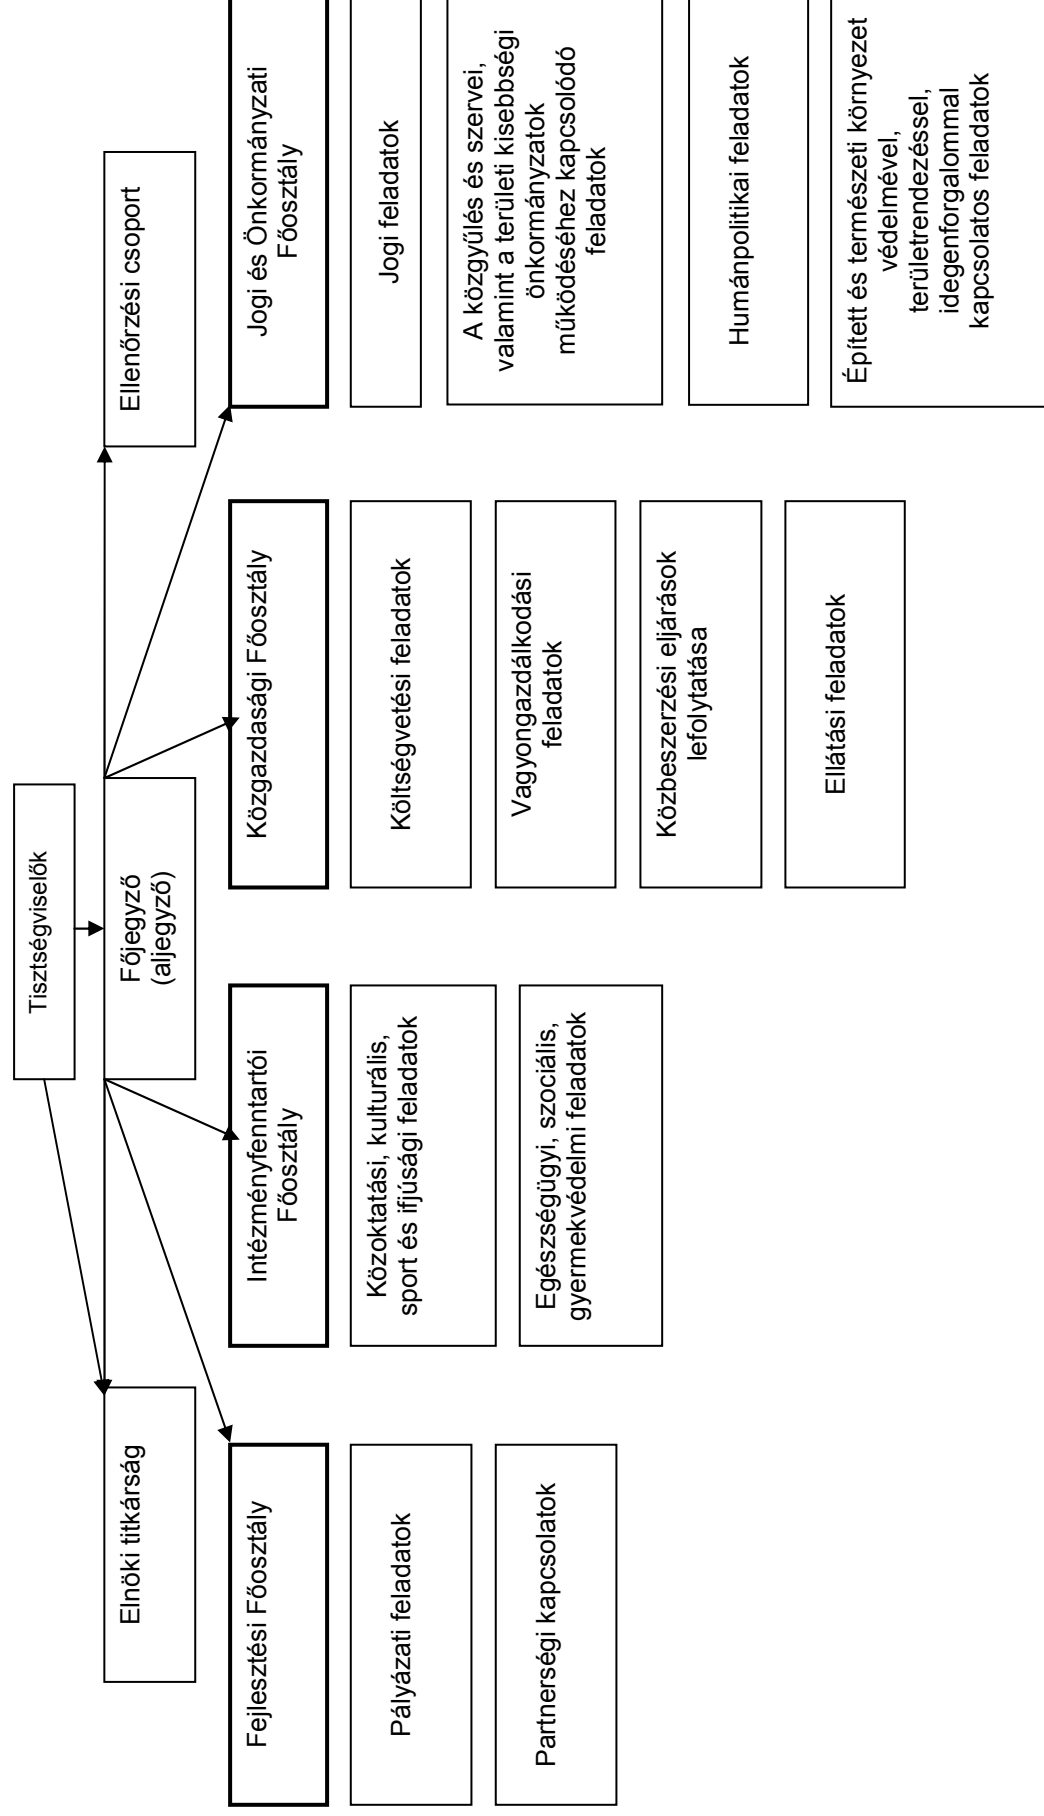 Tisztségviselők
Elnöki titkárság
Főjegyző
(aljegyző)
Ellenőrzési csoport
Fejlesztési Főosztály
Pályázati feladatok
Partnerségi kapcsolatok
Intézményfenntartói
Főosztály
Közoktatási, kulturális,
sport és ifjúsági feladatok
Egészségügyi, szociális,
gyermekvédelmi feladatok
Közgazdasági Főosztály
Költségvetési feladatok
Vagyongazdálkodási
feladatok
Közbeszerzési eljárások
lefolytatása
Ellátási feladatok
Jogi és Önkormányzati
Főosztály
Jogi feladatok
A közgyűlés és szervei,
valamint a területi kisebbségi
önkormányzatok
működéséhez kapcsolódó
feladatok
Humánpolitikai feladatok
Épített és természeti környezet
védelmével,
területrendezéssel,
idegenforgalommal
kapcsolatos feladatok